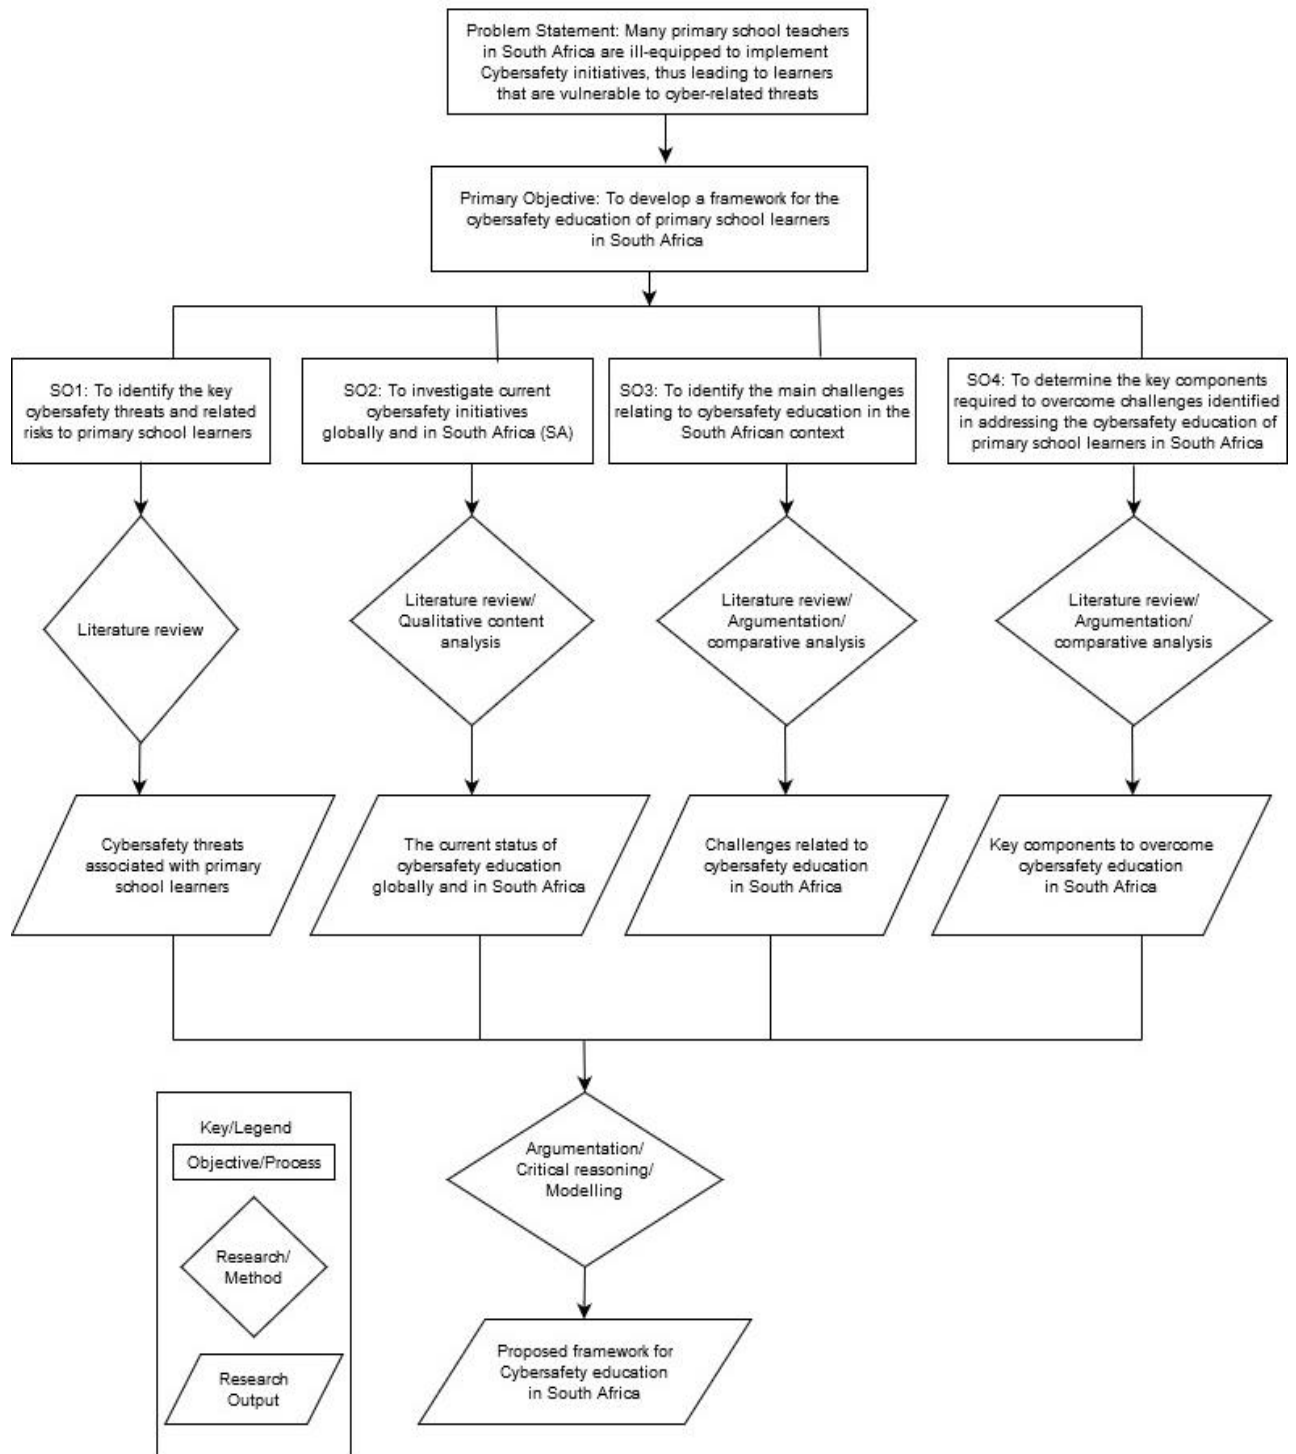 Problem Statement: Many primary school teachers
in South Africa are ill-equipped to implement
Cybersafety initiatives, thus leading to learners
that are vulnerable to cyber-related threats
Primary Objective: To develop a framework for the
cybersafety education of primary school learners
in South Africa
SO1: To identify the key
cybersafety threats and related
risks to primary school learners
SO2: To investigate current
cybersafety initiatives
globally and in South Africa (SA)
SO3: To identify the main challenges
relating to cybersafety education in the
South African context
SO4: To determine the key components
required to overcome challenges identified
in addressing the cybersafety education of
primary school learners in South Africa
Literature review
Literature review/
Qualitative content
analysis
Literature review/
Argumentation/
comparative analysis
Literature review/
Argumentation/
comparative analysis
Cybersafety threats
associated with primary
school learners
The current status of
cybersafety education
globally and in South Africa
Challenges related to
cybersafety education
in South Africa
Key components to overcome
cybersafety education
in South Africa
Argumentation/
Critical reasoning/
Modelling
Proposed framework for
Cybersafety education
in South Africa
Key/Legend
Objective/Process
Research/
Method
Research
Output